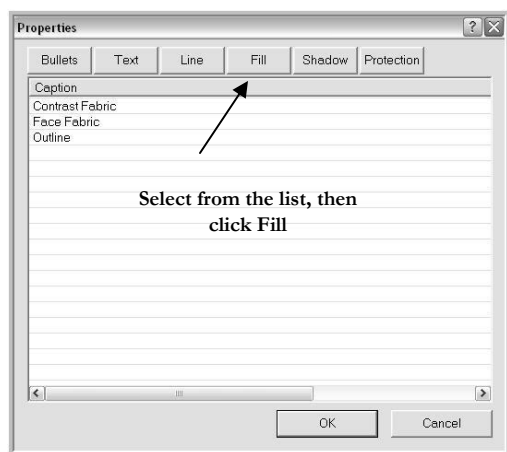 Properties
Bullets Text Line Fill Shadow Protection
Caption
Contrast Fabric
Face Fabric
Outline
Select from the list, then
click Fill
OK Cancel